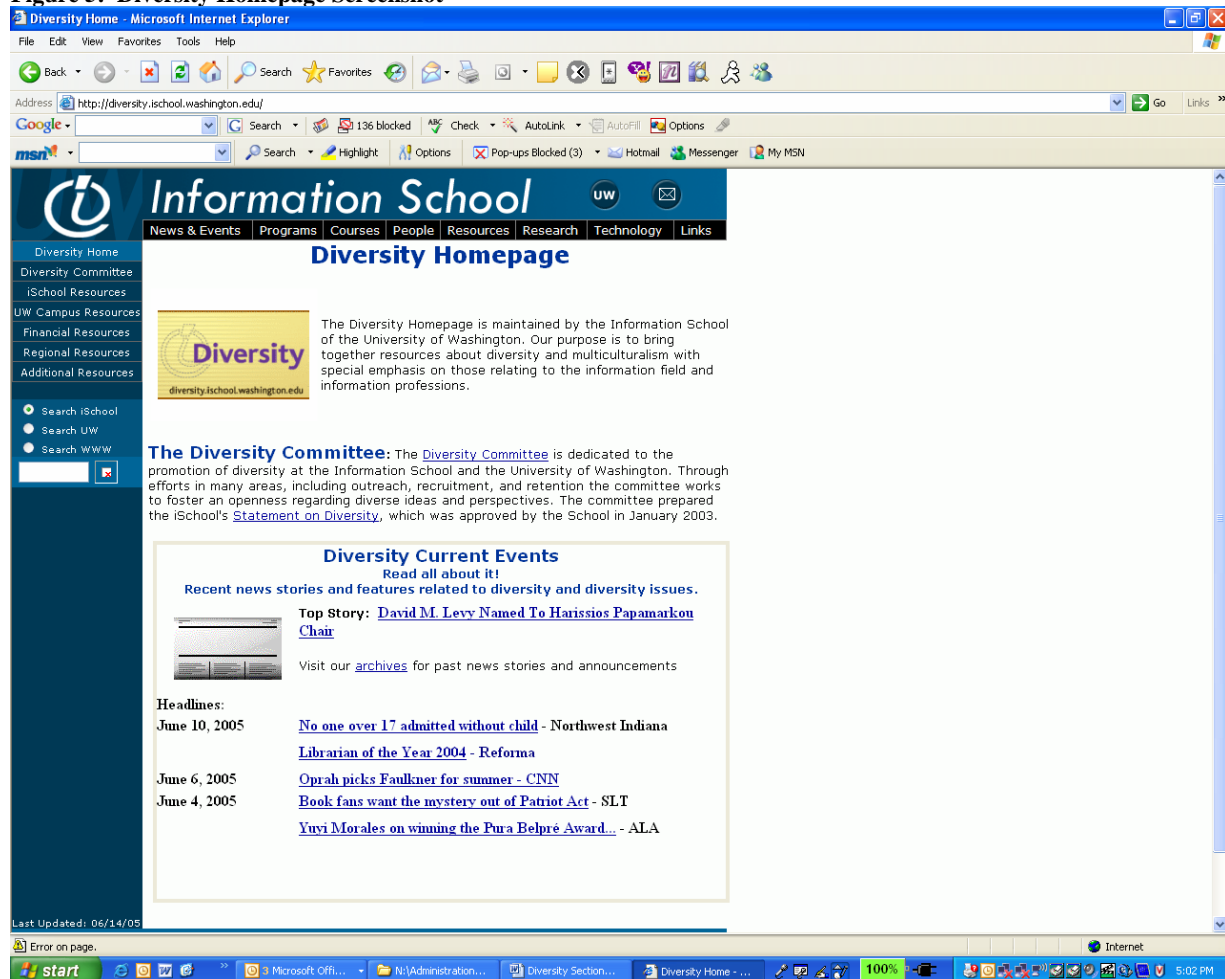 Figure 3: Diversity Homepage Screenshot
Diversity Home - Microsoft Internet Explorer
File Edit View Favorites Tools Help
Back Search Favorites
Address http://diversity.ischool.washington.edu/ Go Links »
Google Search 136 blocked ABC Check AutoLink AutoFill Options
msn Search Highlight Options Pop-ups Blocked (3) Hotmail Messenger My MSN
Information School UW
News & Events Programs Courses People Resources Research Technology Links
Diversity Home
Diversity Committee
iSchool Resources
UW Campus Resources
Financial Resources
Regional Resources
Additional Resources
Search iSchool
Search UW
Search WWW
Diversity Homepage
Diversity
diversity.ischool.washington.edu
The Diversity Homepage is maintained by the Information School
of the University of Washington. Our purpose is to bring
together resources about diversity and multiculturalism with
special emphasis on those relating to the information field and
information professions.
The Diversity Committee: The Diversity Committee is dedicated to the
promotion of diversity at the Information School and the University of Washington. Through
efforts in many areas, including outreach, recruitment, and retention the committee works
to foster an openness regarding diverse ideas and perspectives. The committee prepared
the iSchool's Statement on Diversity, which was approved by the School in January 2003.
Diversity Current Events
Read all about it!
Recent news stories and features related to diversity and diversity issues.
Top Story: David M. Levy Named To Harissios Papamarkou
Chair
Visit our archives for past news stories and announcements
Headlines:
June 10, 2005 No one over 17 admitted without child - Northwest Indiana
Librarian of the Year 2004 - Reforma
June 6, 2005 Oprah picks Faulkner for summer - CNN
June 4, 2005 Book fans want the mystery out of Patriot Act - SLT
Yuyi Morales on winning the Pura Belpré Award... - ALA
Last Updated: 06/14/05
Error on page. Internet
start » 3 Microsoft Offi... N:\Administration... Diversity Section... Diversity Home - ... 100% 5:02 PM